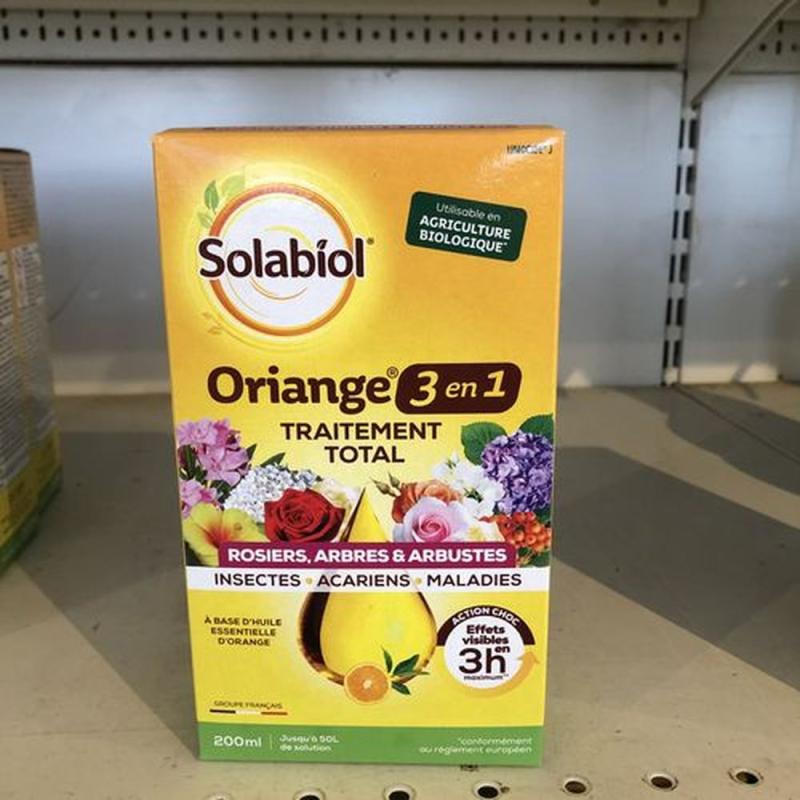 Utilisable en
AGRICULTURE
BIOLOGIQUE*
Solabiol®
Oriange® 3 en 1
TRAITEMENT
TOTAL
ROSIERS, ARBRES & ARBUSTES
INSECTES • ACARIENS • MALADIES
À BASE D'HUILE
ESSENTIELLE
D'ORANGE
ACTION CHOC
Effets
visibles
en
3h
maximum**
GROUPE FRANÇAIS
200ml
Jusqu'à 50L
de solution
*conformément
au règlement européen